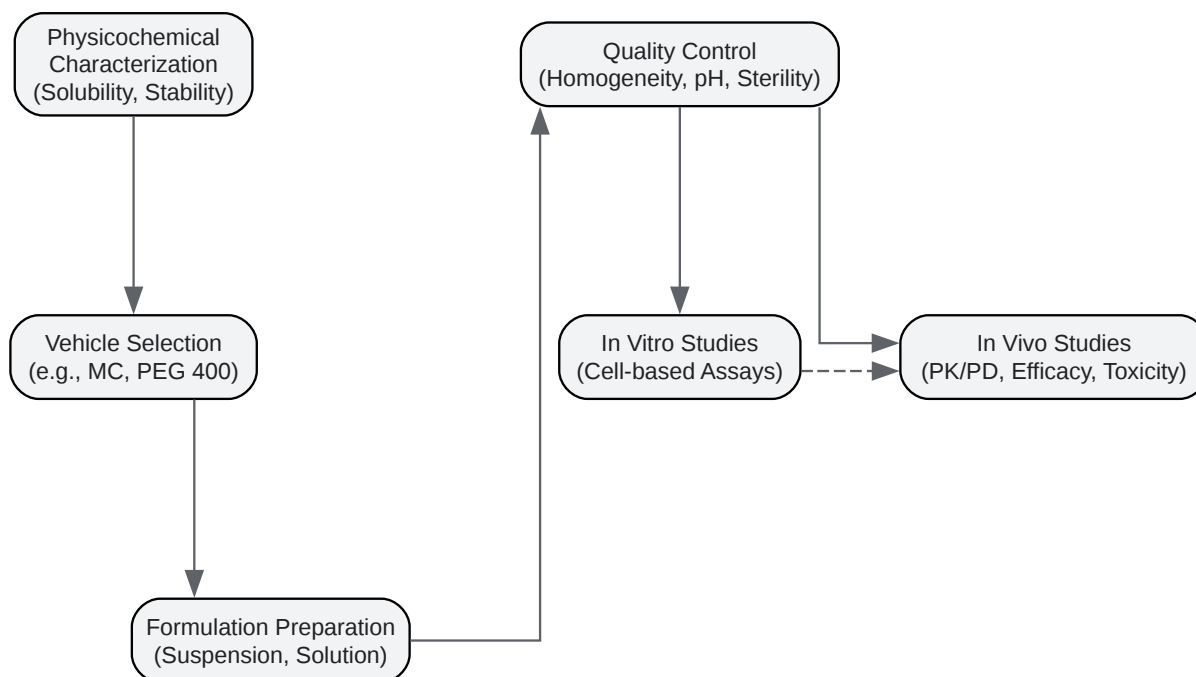 Physicochemical
Characterization
(Solubility, Stability)
Vehicle Selection
(e.g., MC, PEG 400)
Formulation Preparation
(Suspension, Solution)
Quality Control
(Homogeneity, pH, Sterility)
In Vitro Studies
(Cell-based Assays)
In Vivo Studies
(PK/PD, Efficacy, Toxicity)